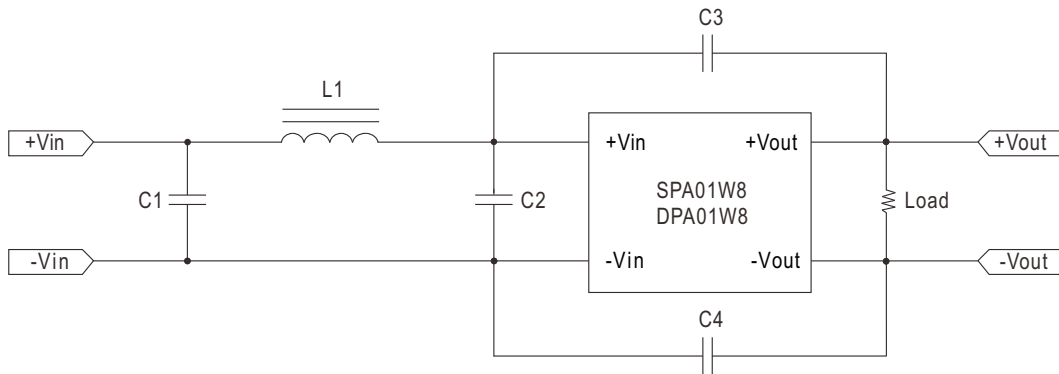 C3
L1
+Vin
+Vin
+Vout
+Vout
C1
C2
SPA01W8
DPA01W8
Load
-Vin
-Vin
-Vout
-Vout
C4